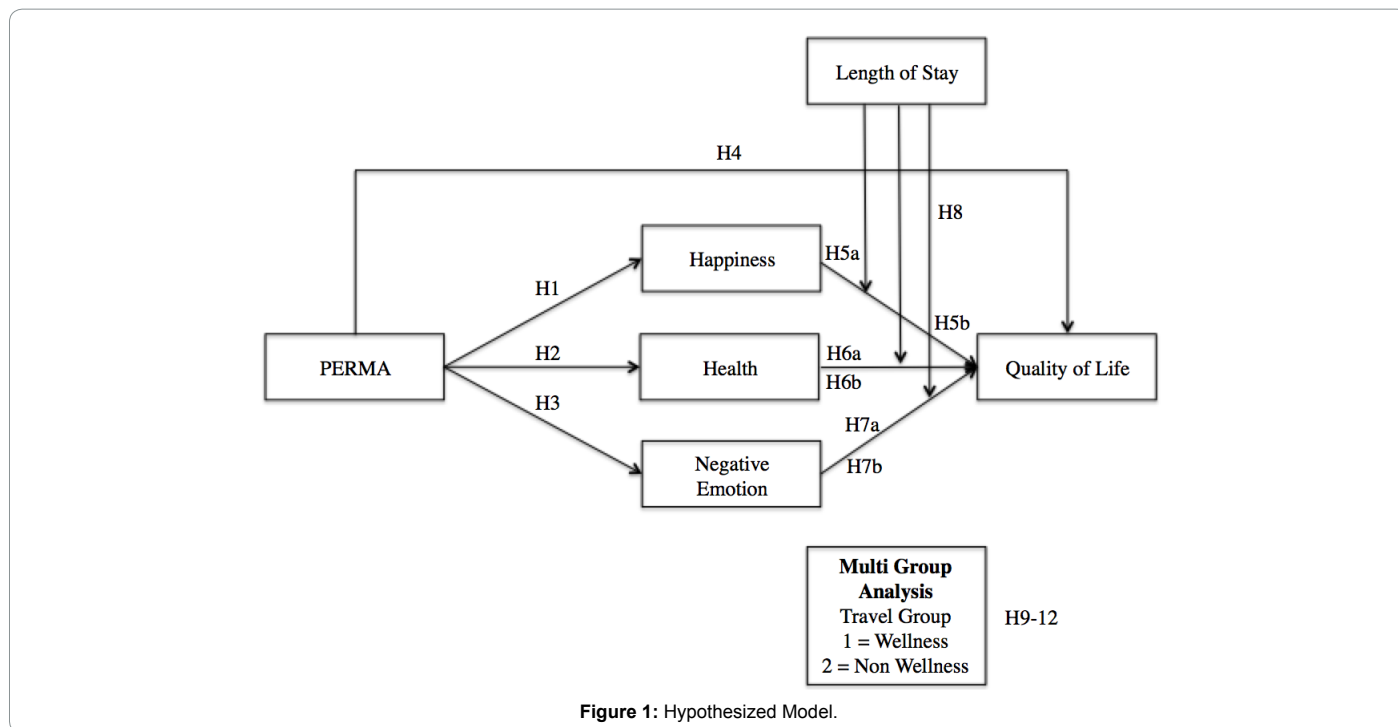 Length of Stay
H4
H8
Happiness
H5a
H1
H5b
PERMA
H2
Health
H6a
H6b
Quality of Life
H3
H7a
Negative
Emotion
H7b
Multi Group
Analysis
Travel Group
1 = Wellness
2 = Non Wellness
H9-12
Figure 1: Hypothesized Model.